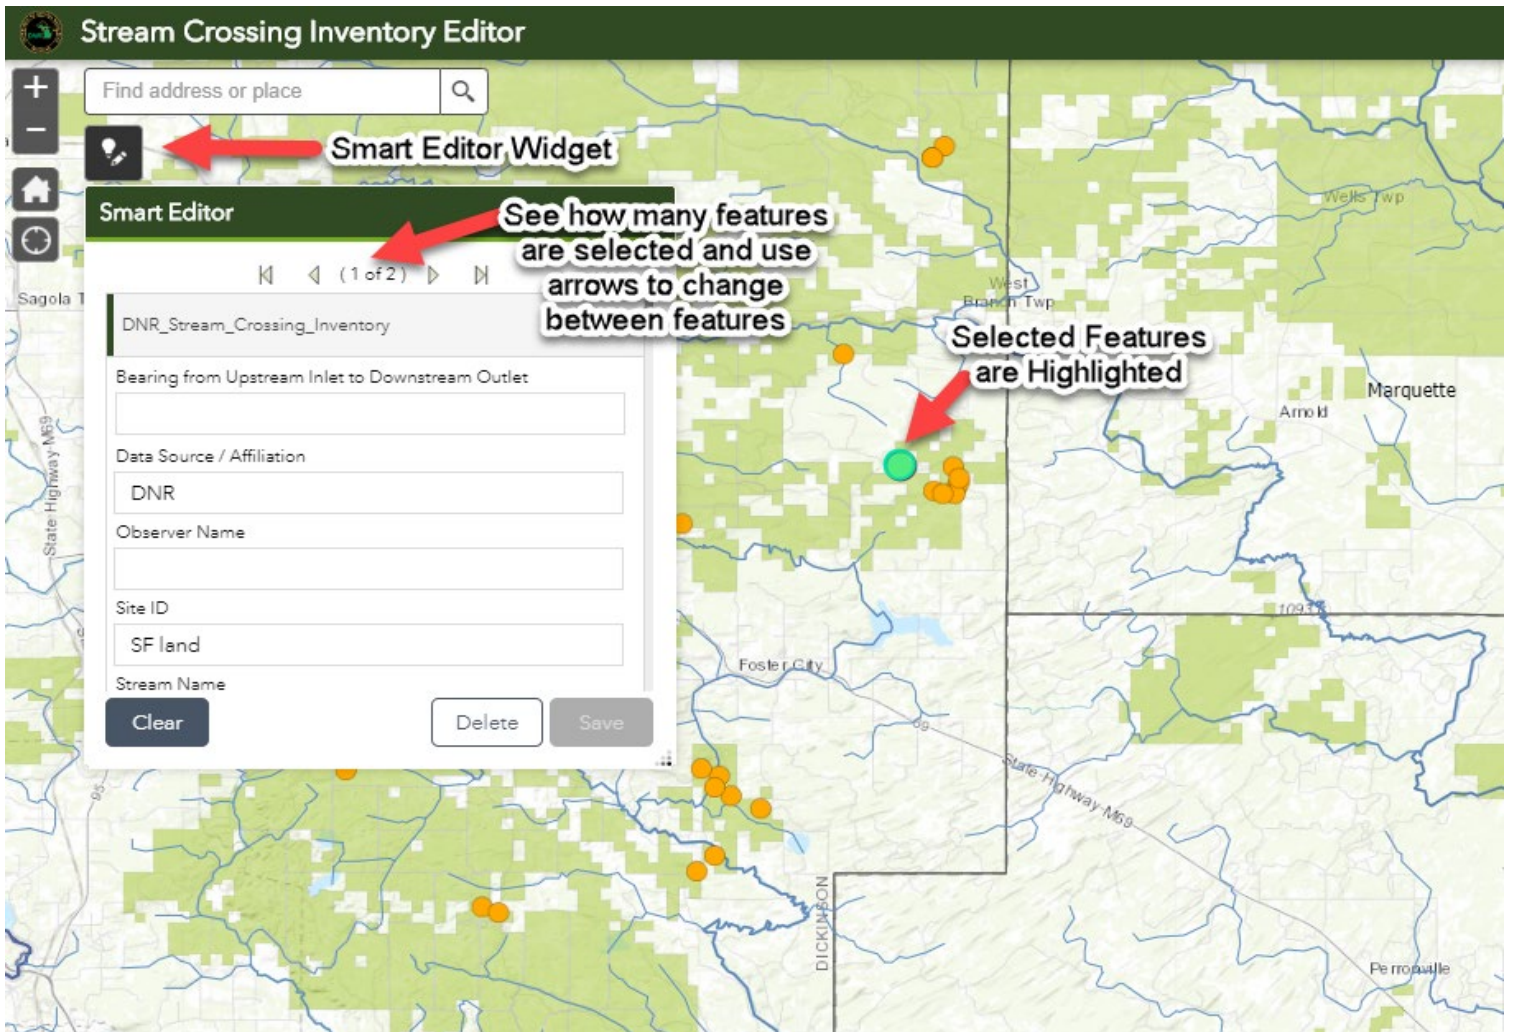 Stream Crossing Inventory Editor
+
Find address or place
−
Smart Editor Widget
Smart Editor
See how many features
are selected and use
arrows to change
between features
( 1 of 2 )
Wells Twp
West
Branch Twp
Sagola T
DNR_Stream_Crossing_Inventory
Selected Features
are Highlighted
Bearing from Upstream Inlet to Downstream Outlet
Marquette
Arnold
State Highway M69
Data Source / Affiliation
DNR
Observer Name
Site ID
SF land
Foster City
Stream Name
Clear
Delete
Save
69
State Highway M69
95
DICKINSON
Perronville